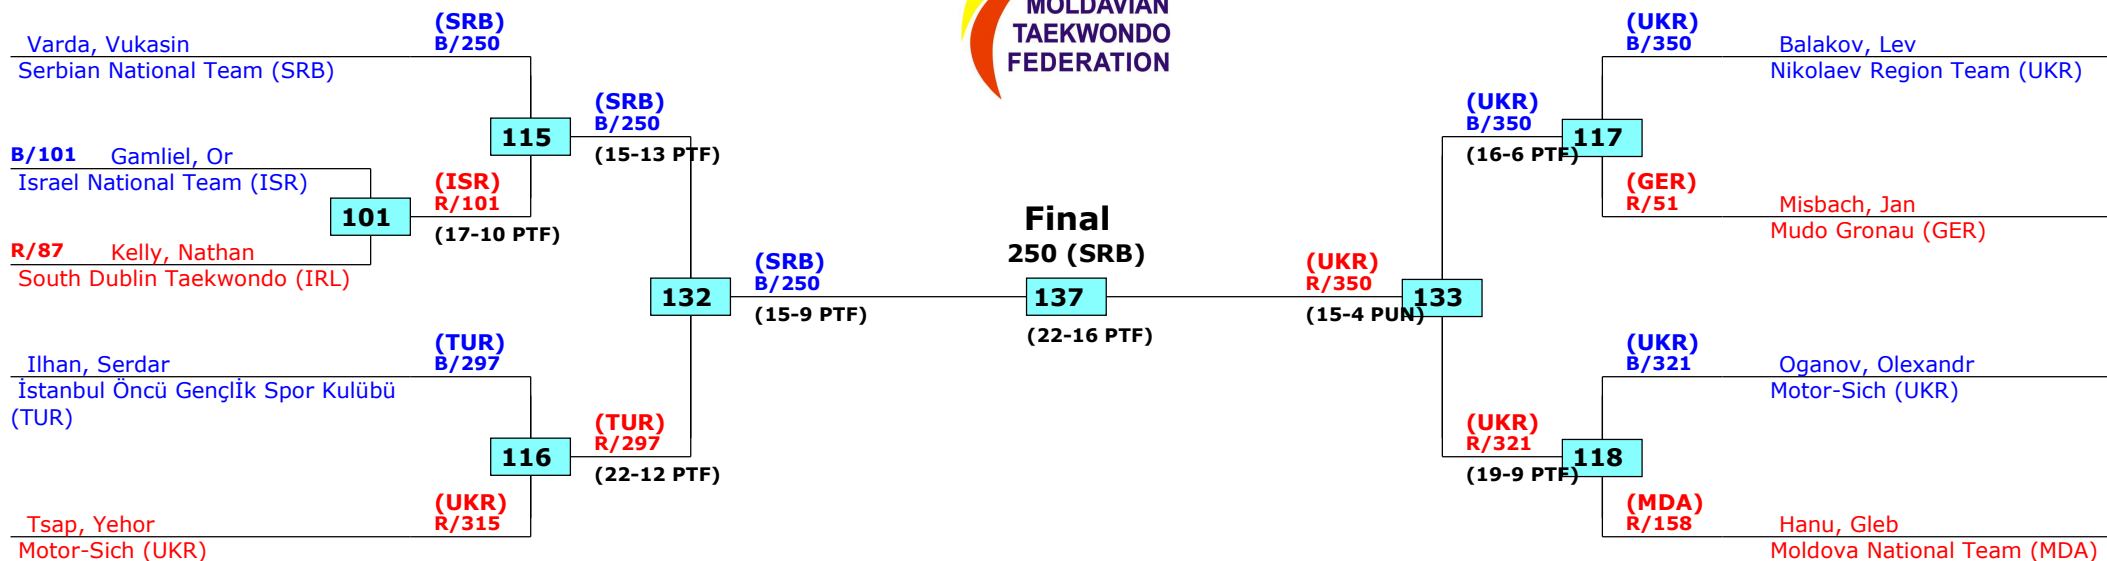 MOLDAVIAN
TAEKWONDO
FEDERATION
(SRB)
Varda, Vukasin B/250
Serbian National Team (SRB)
(SRB)
B/250
115
(15-13 PTF)
B/101 Gamliel, Or
Israel National Team (ISR)
(ISR)
R/101
101
(17-10 PTF)
R/87 Kelly, Nathan
South Dublin Taekwondo (IRL)
(SRB)
B/250
132
(15-9 PTF)
(TUR)
Ilhan, Serdar B/297
İstanbul Öncü Gençlİk Spor Kulübü
(TUR)
(TUR)
R/297
116
(22-12 PTF)
(UKR)
Tsap, Yehor R/315
Motor-Sich (UKR)
Final
250 (SRB)
137
(22-16 PTF)
(UKR)
R/350
133
(15-4 PUN)
(UKR)
B/350 Balakov, Lev
Nikolaev Region Team (UKR)
(UKR)
B/350
117
(16-6 PTF)
(GER)
R/51 Misbach, Jan
Mudo Gronau (GER)
(UKR)
B/321 Oganov, Olexandr
Motor-Sich (UKR)
(UKR)
R/321
118
(19-9 PTF)
(MDA)
R/158 Hanu, Gleb
Moldova National Team (MDA)